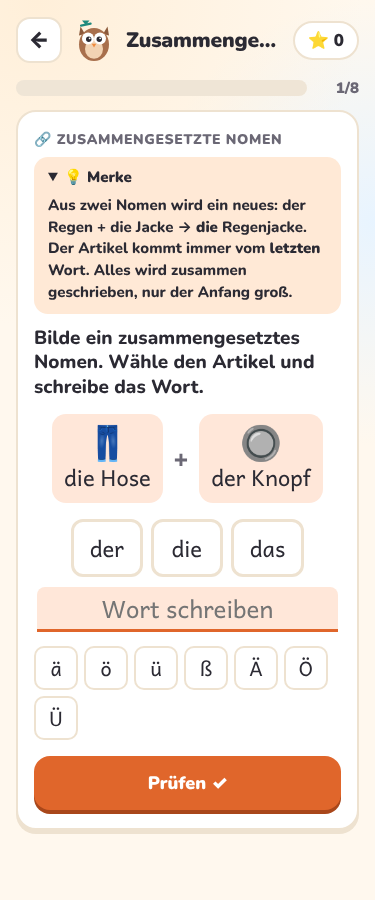 Zusammenge...
⭐ 0
1/8
🔗 ZUSAMMENGESETZTE NOMEN
▼ 💡 Merke
Aus zwei Nomen wird ein neues: der
Regen + die Jacke → die Regenjacke.
Der Artikel kommt immer vom letzten
Wort. Alles wird zusammen
geschrieben, nur der Anfang groß.
Bilde ein zusammengesetztes
Nomen. Wähle den Artikel und
schreibe das Wort.
die Hose + der Knopf
der die das
Wort schreiben
ä ö ü ß Ä Ö
Ü
Prüfen ✓